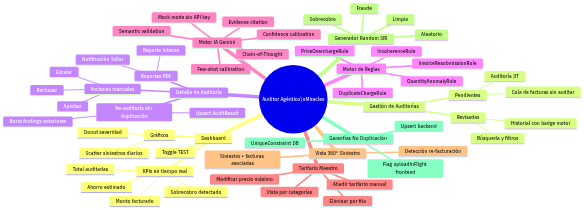 Mock mode sin API key
Evidence citation
Semantic validation
Confidence calibration
Motor IA Gemini
Chain-of-Thought
Few-shot calibration
Fraude
Sobrecobro
Limpia
Aleatorio
Generador Random SRI
PriceOverchargeRule
IncoherenceRule
InvoiceResubmissionRule
Motor de Reglas
QuantityAnomalyRule
DuplicateChargeRule
Auditoría JIT
Pendientes
Cola de facturas sin auditar
Gestión de Auditorías
Revisadas
Historial con badge monto
Búsqueda y filtros
Reporte Interno
Notificación Taller
Escalar
Reportes PDF
Rechazar
Acciones manuales
Detalle de Auditoría
Aprobar
Re-auditoría sin
duplicación
Upsert AuditResult
Borra findings anteriores
Auditor Agéntico\nMiracleo
Donut severidad
Gráficos
Dashboard
Scatter siniestros diarios
Toggle TEST
Total auditorías
KPIs en tiempo real
Ahorro estimado
Sobrecobro detectado
Monto facturado
UniqueConstraint DB
Garantías No Duplicación
Upsert backend
Flag uploadInFlight
frontend
Siniestro + facturas
asociadas
Vista 360° Siniestro
Detección re-facturación
Tarifario Maestro
Modificar precio máximo
Añadir tarifario manual
Vista por categorías
Eliminar por fila